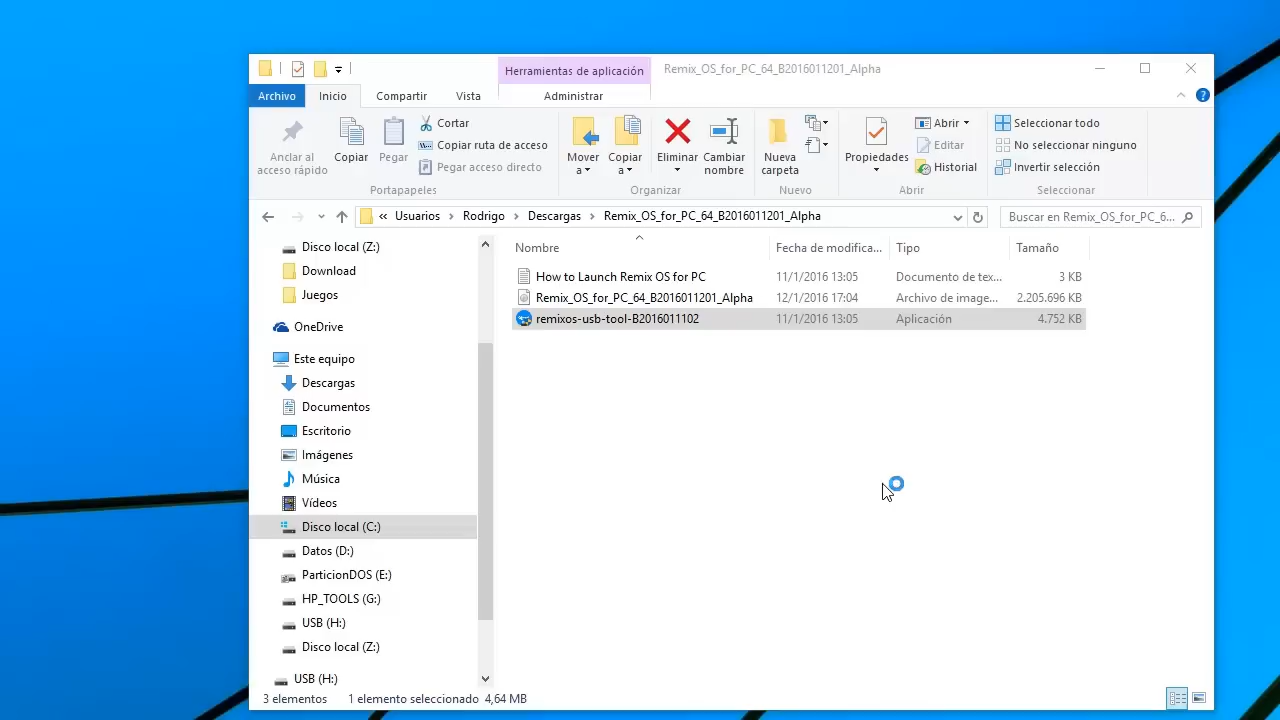 Herramientas de aplicación
Remix_OS_for_PC_64_B2016011201_Alpha
Archivo
Inicio
Compartir
Vista
Administrar
?
Anclar al
acceso rápido
Copiar
Pegar
Cortar
Copiar ruta de acceso
Pegar acceso directo
Portapapeles
Mover
a
Copiar
a
Eliminar
Cambiar
nombre
Organizar
Nueva
carpeta
Nuevo
Propiedades
Abrir
Editar
Historial
Abrir
Seleccionar todo
No seleccionar ninguno
Invertir selección
Seleccionar
« Usuarios > Rodrigo > Descargas > Remix_OS_for_PC_64_B2016011201_Alpha
Buscar en Remix_OS_for_PC_6...
Disco local (Z:)
Download
Juegos
OneDrive
Este equipo
Descargas
Documentos
Escritorio
Imágenes
Música
Vídeos
Disco local (C:)
Datos (D:)
ParticionDOS (E:)
HP_TOOLS (G:)
USB (H:)
Disco local (Z:)
USB (H:)
Nombre Fecha de modifica... Tipo Tamaño
How to Launch Remix OS for PC 11/1/2016 13:05 Documento de tex... 3 KB
Remix_OS_for_PC_64_B2016011201_Alpha 12/1/2016 17:04 Archivo de image... 2.205.696 KB
remixos-usb-tool-B2016011102 11/1/2016 13:05 Aplicación 4.752 KB
3 elementos 1 elemento seleccionado 4,64 MB